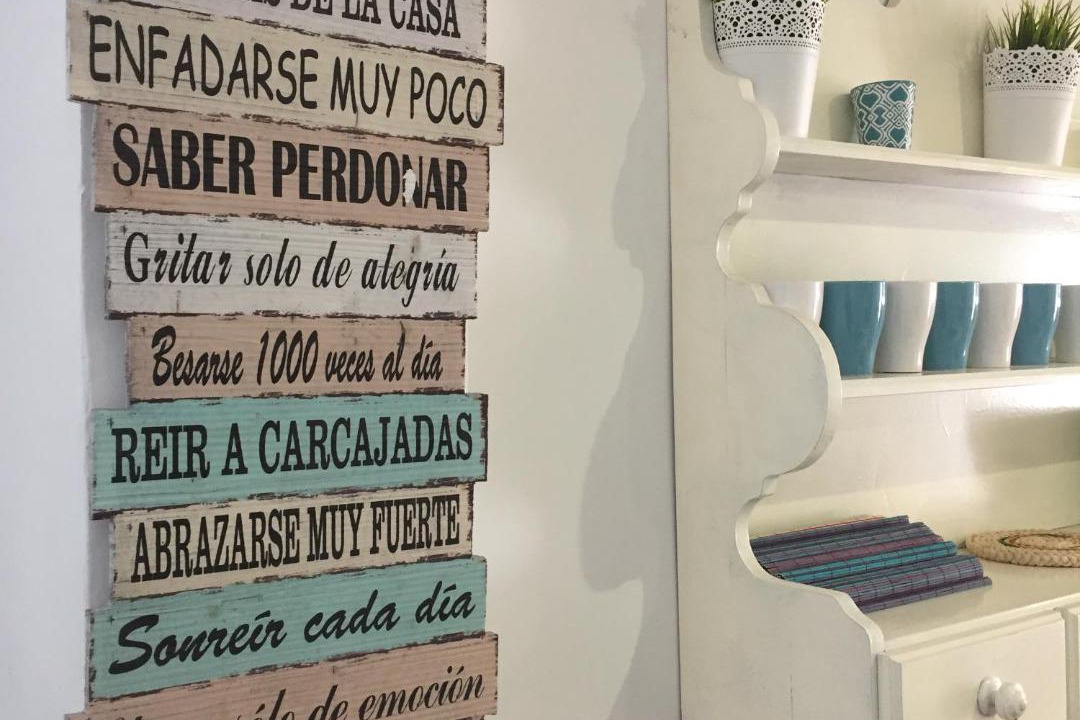 DE LA CASA
ENFADARSE MUY POCO
SABER PERDONAR
Gritar solo de alegría
Besarse 1000 veces al día
REIR A CARCAJADAS
ABRAZARSE MUY FUERTE
Sonreír cada día
sólo de emoción